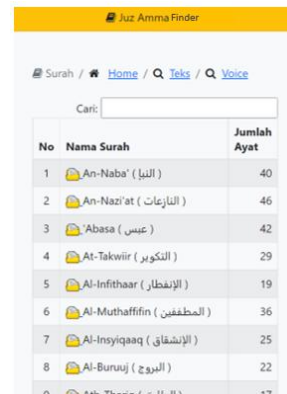 Juz Amma Finder
Surah / Home / Teks / Voice
Cari:
No Nama Surah Jumlah Ayat
1 An-Naba' ( النبإ ) 40
2 An-Nazi'at ( النازعات ) 46
3 'Abasa ( عبس ) 42
4 At-Takwiir ( التكوير ) 29
5 Al-Infithaar ( الإنفطار ) 19
6 Al-Muthaffifin ( المطففين ) 36
7 Al-Insyiqaaq ( الإنشقاق ) 25
8 Al-Buruuj ( البروج ) 22